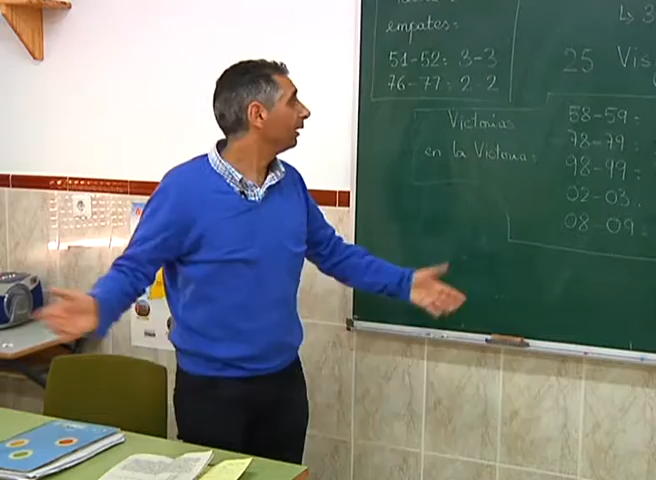 ↳ 3
empates:
51-52: 3-3
76-77: 2-2
25 Vis
Victorias
en la Victoria
58-59:
78-79:
98-99:
02-03:
08-09: